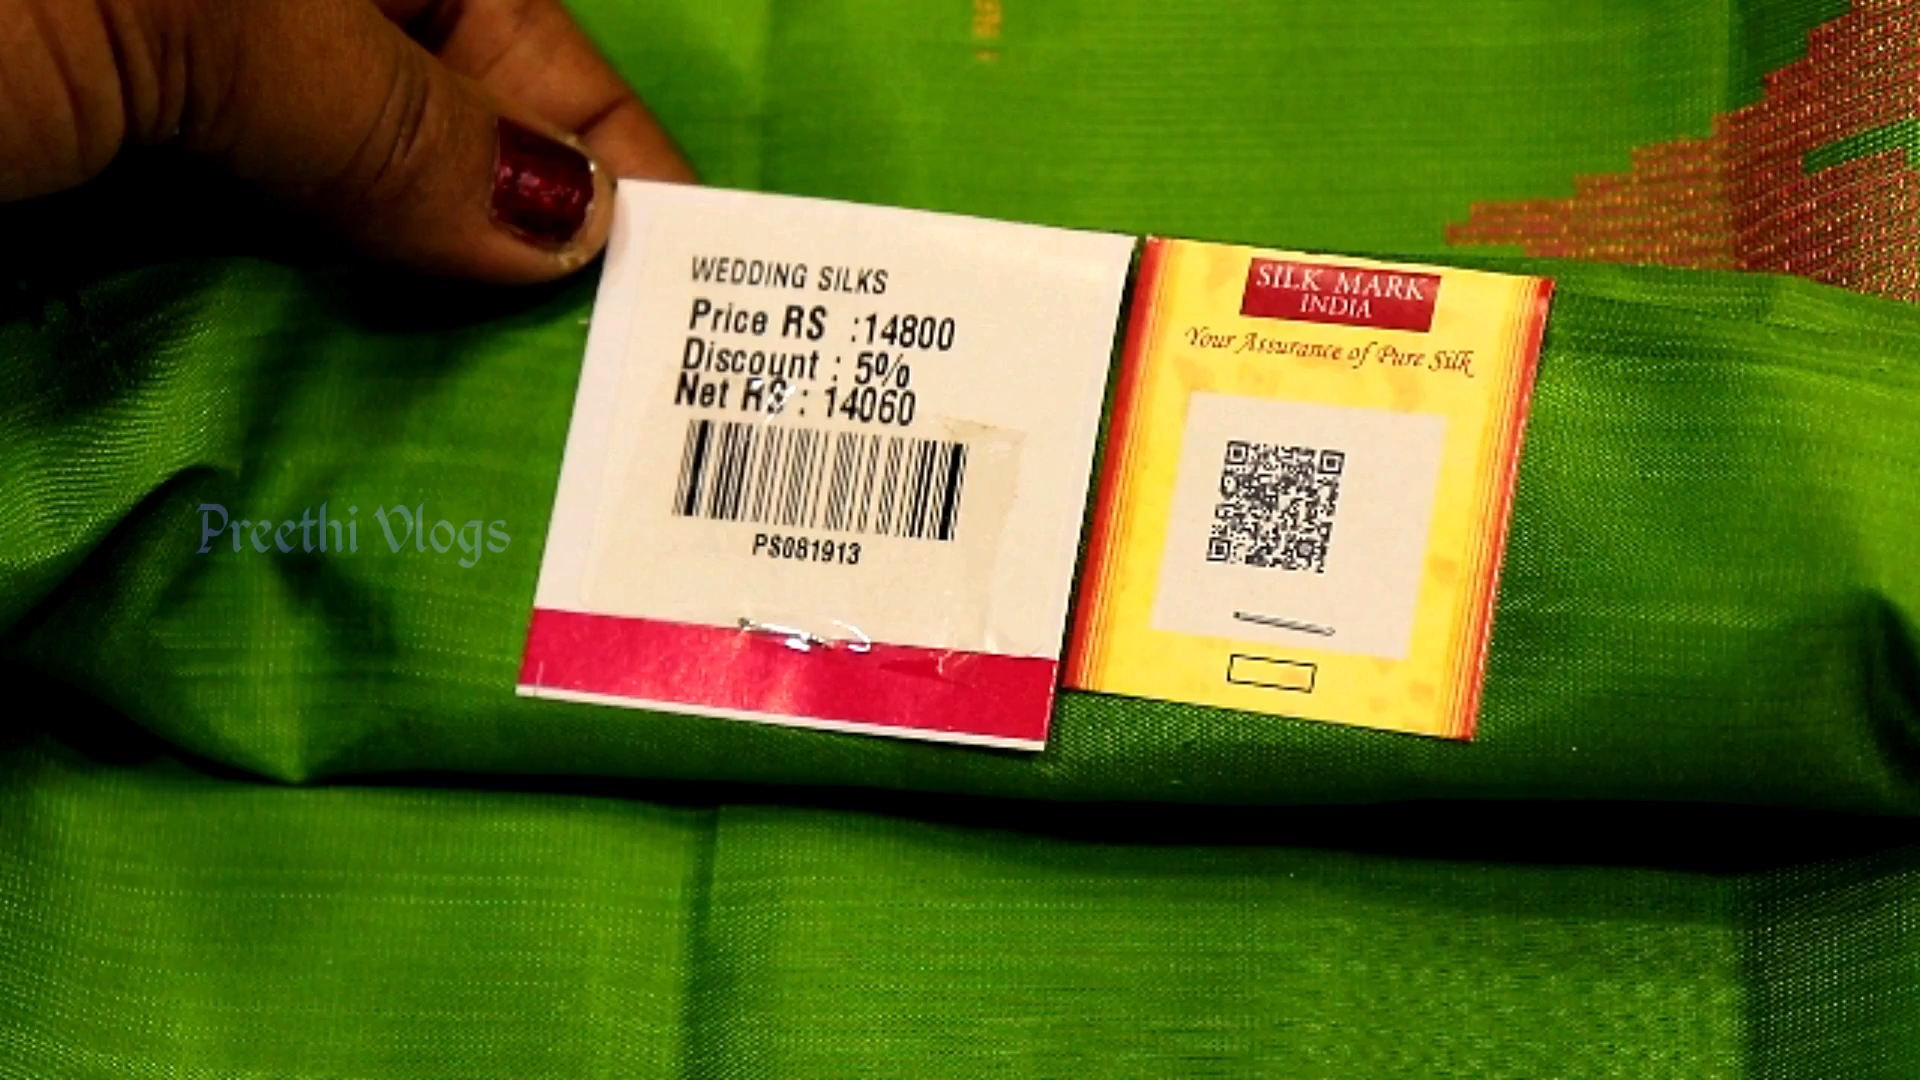 WEDDING SILKS
Price RS :14800
Discount : 5%
Net RS : 14060
PS081913
SILK MARK
INDIA
Your Assurance of Pure Silk
Preethi Vlogs